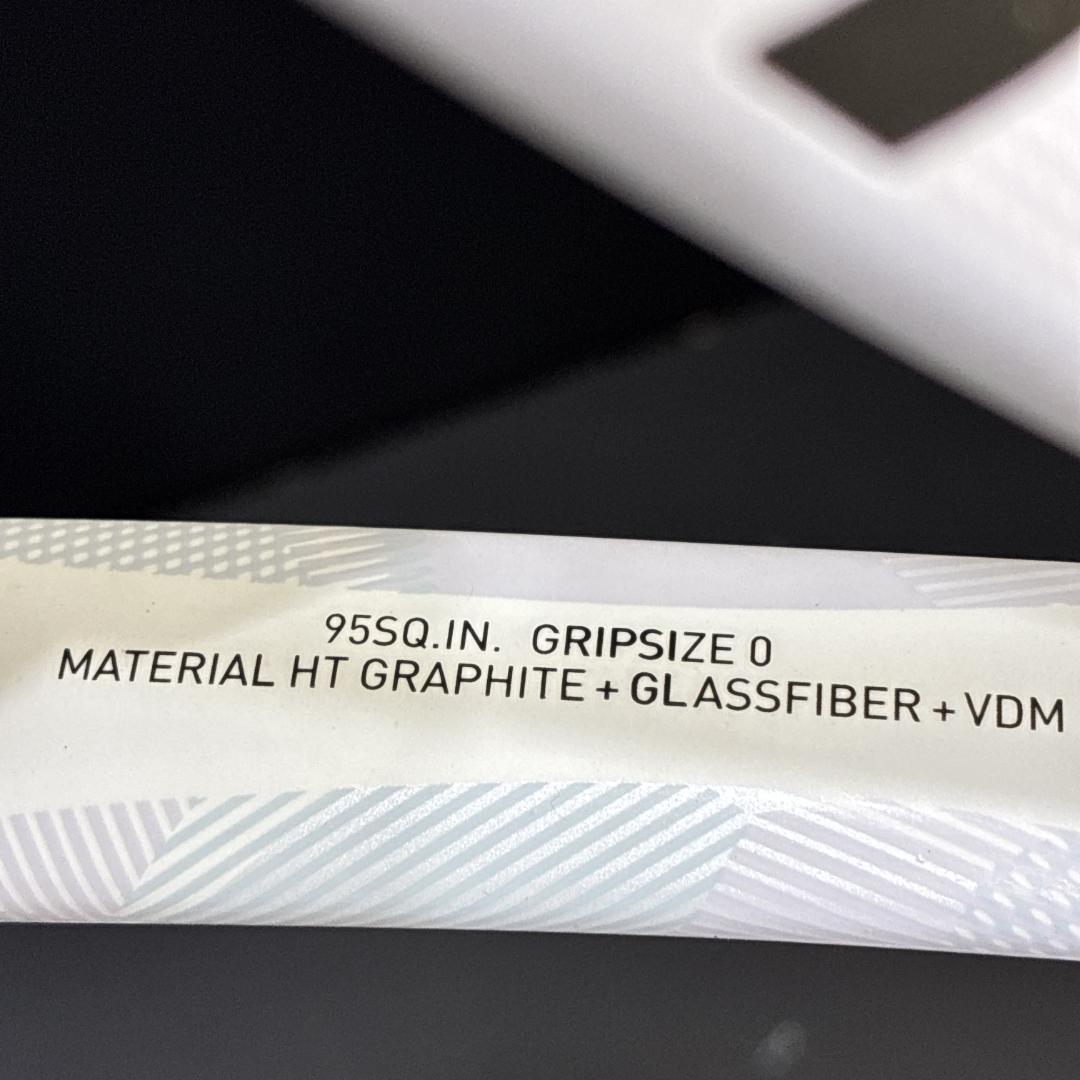 95SQ.IN. GRIPSIZE 0
MATERIAL HT GRAPHITE + GLASSFIBER + VDM